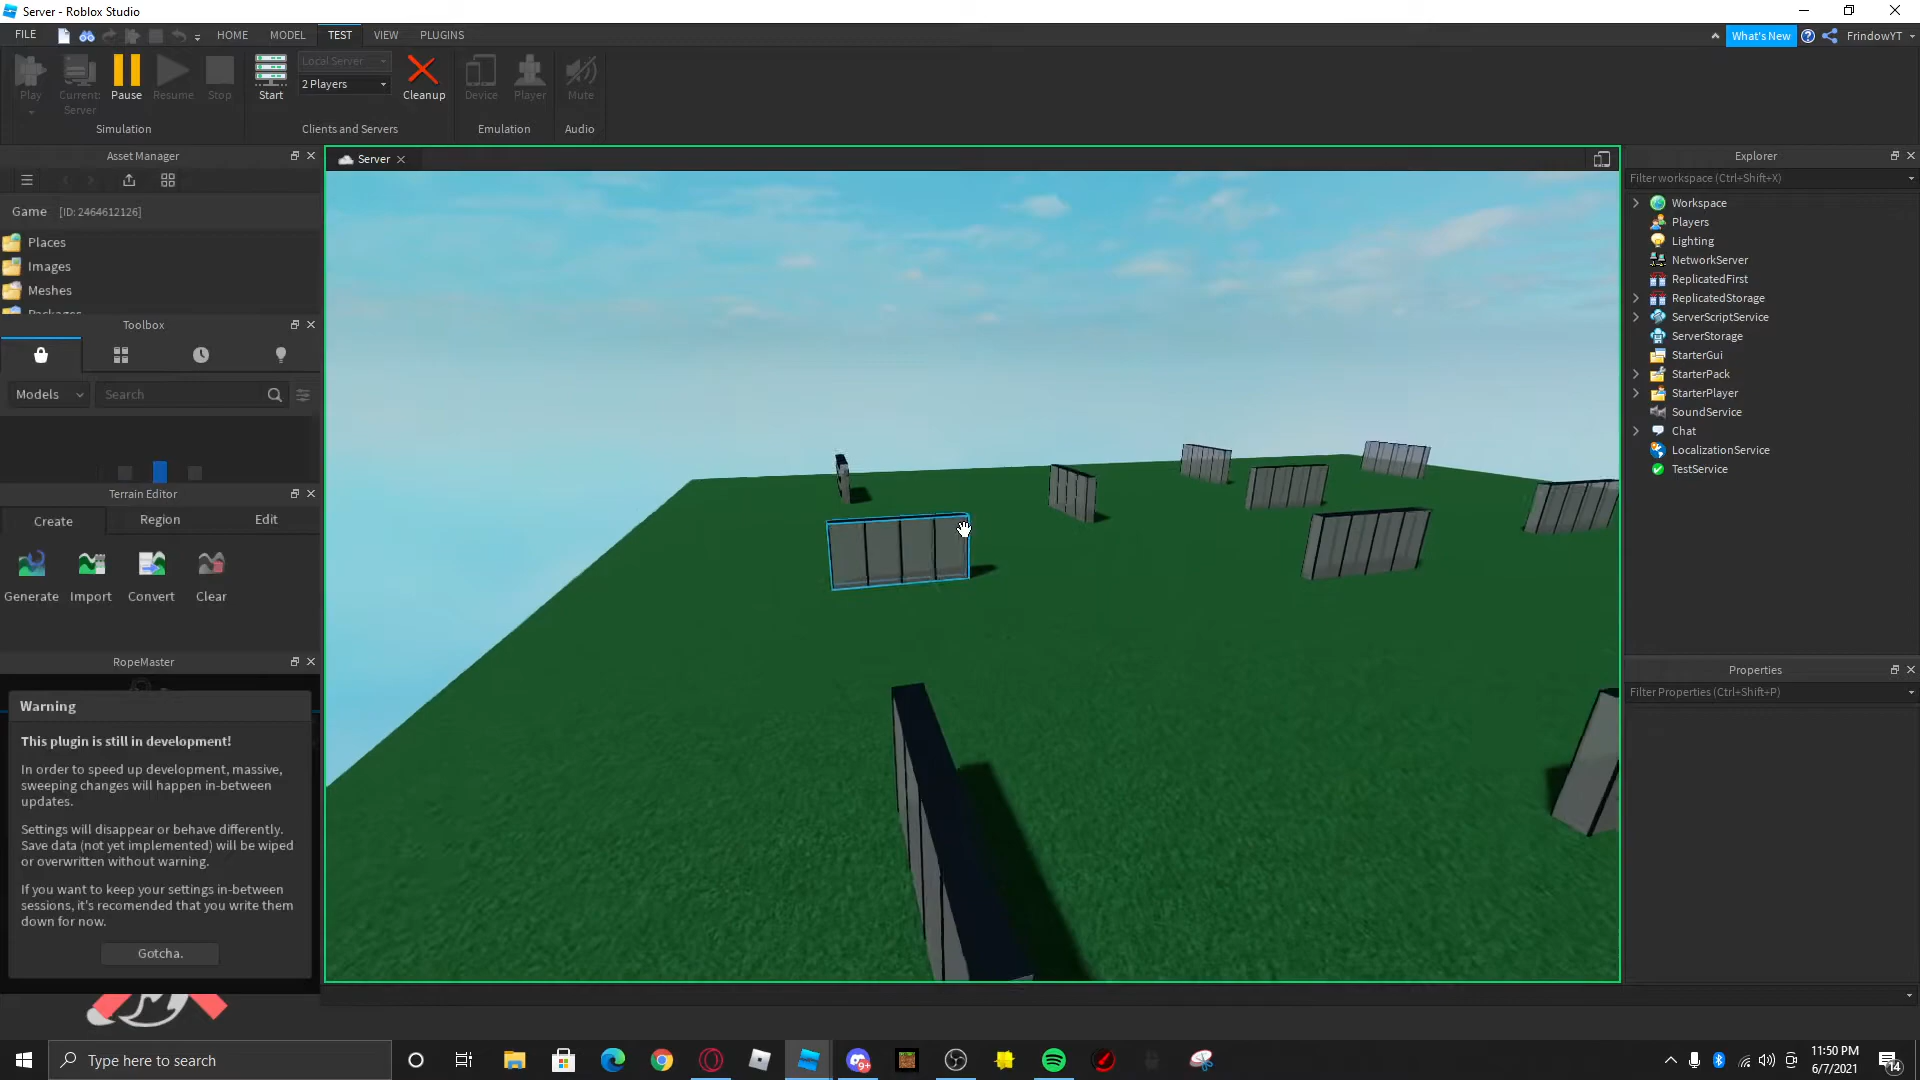 Server - Roblox Studio
FILE
HOME
MODEL
TEST
VIEW
PLUGINS
What's New
FrindowYT
Play
Current:
Server
Pause
Resume
Stop
Simulation
Start
Local Server
2 Players
Cleanup
Clients and Servers
Device
Player
Emulation
Mute
Audio
Asset Manager
Game [ID: 2464612126]
Places
Images
Meshes
Packages
Toolbox
Models
Search
Terrain Editor
Create
Region
Edit
Generate
Import
Convert
Clear
RopeMaster
Warning
This plugin is still in development!
In order to speed up development, massive,
sweeping changes will happen in-between
updates.
Settings will disappear or behave differently.
Save data (not yet implemented) will be wiped
or overwritten without warning.
If you want to keep your settings in-between
sessions, it's recomended that you write them
down for now.
Gotcha.
Server
Explorer
Filter workspace (Ctrl+Shift+X)
Workspace
Players
Lighting
NetworkServer
ReplicatedFirst
ReplicatedStorage
ServerScriptService
ServerStorage
StarterGui
StarterPack
StarterPlayer
SoundService
Chat
LocalizationService
TestService
Properties
Filter Properties (Ctrl+Shift+P)
Type here to search
9+
11:50 PM
6/7/2021
14